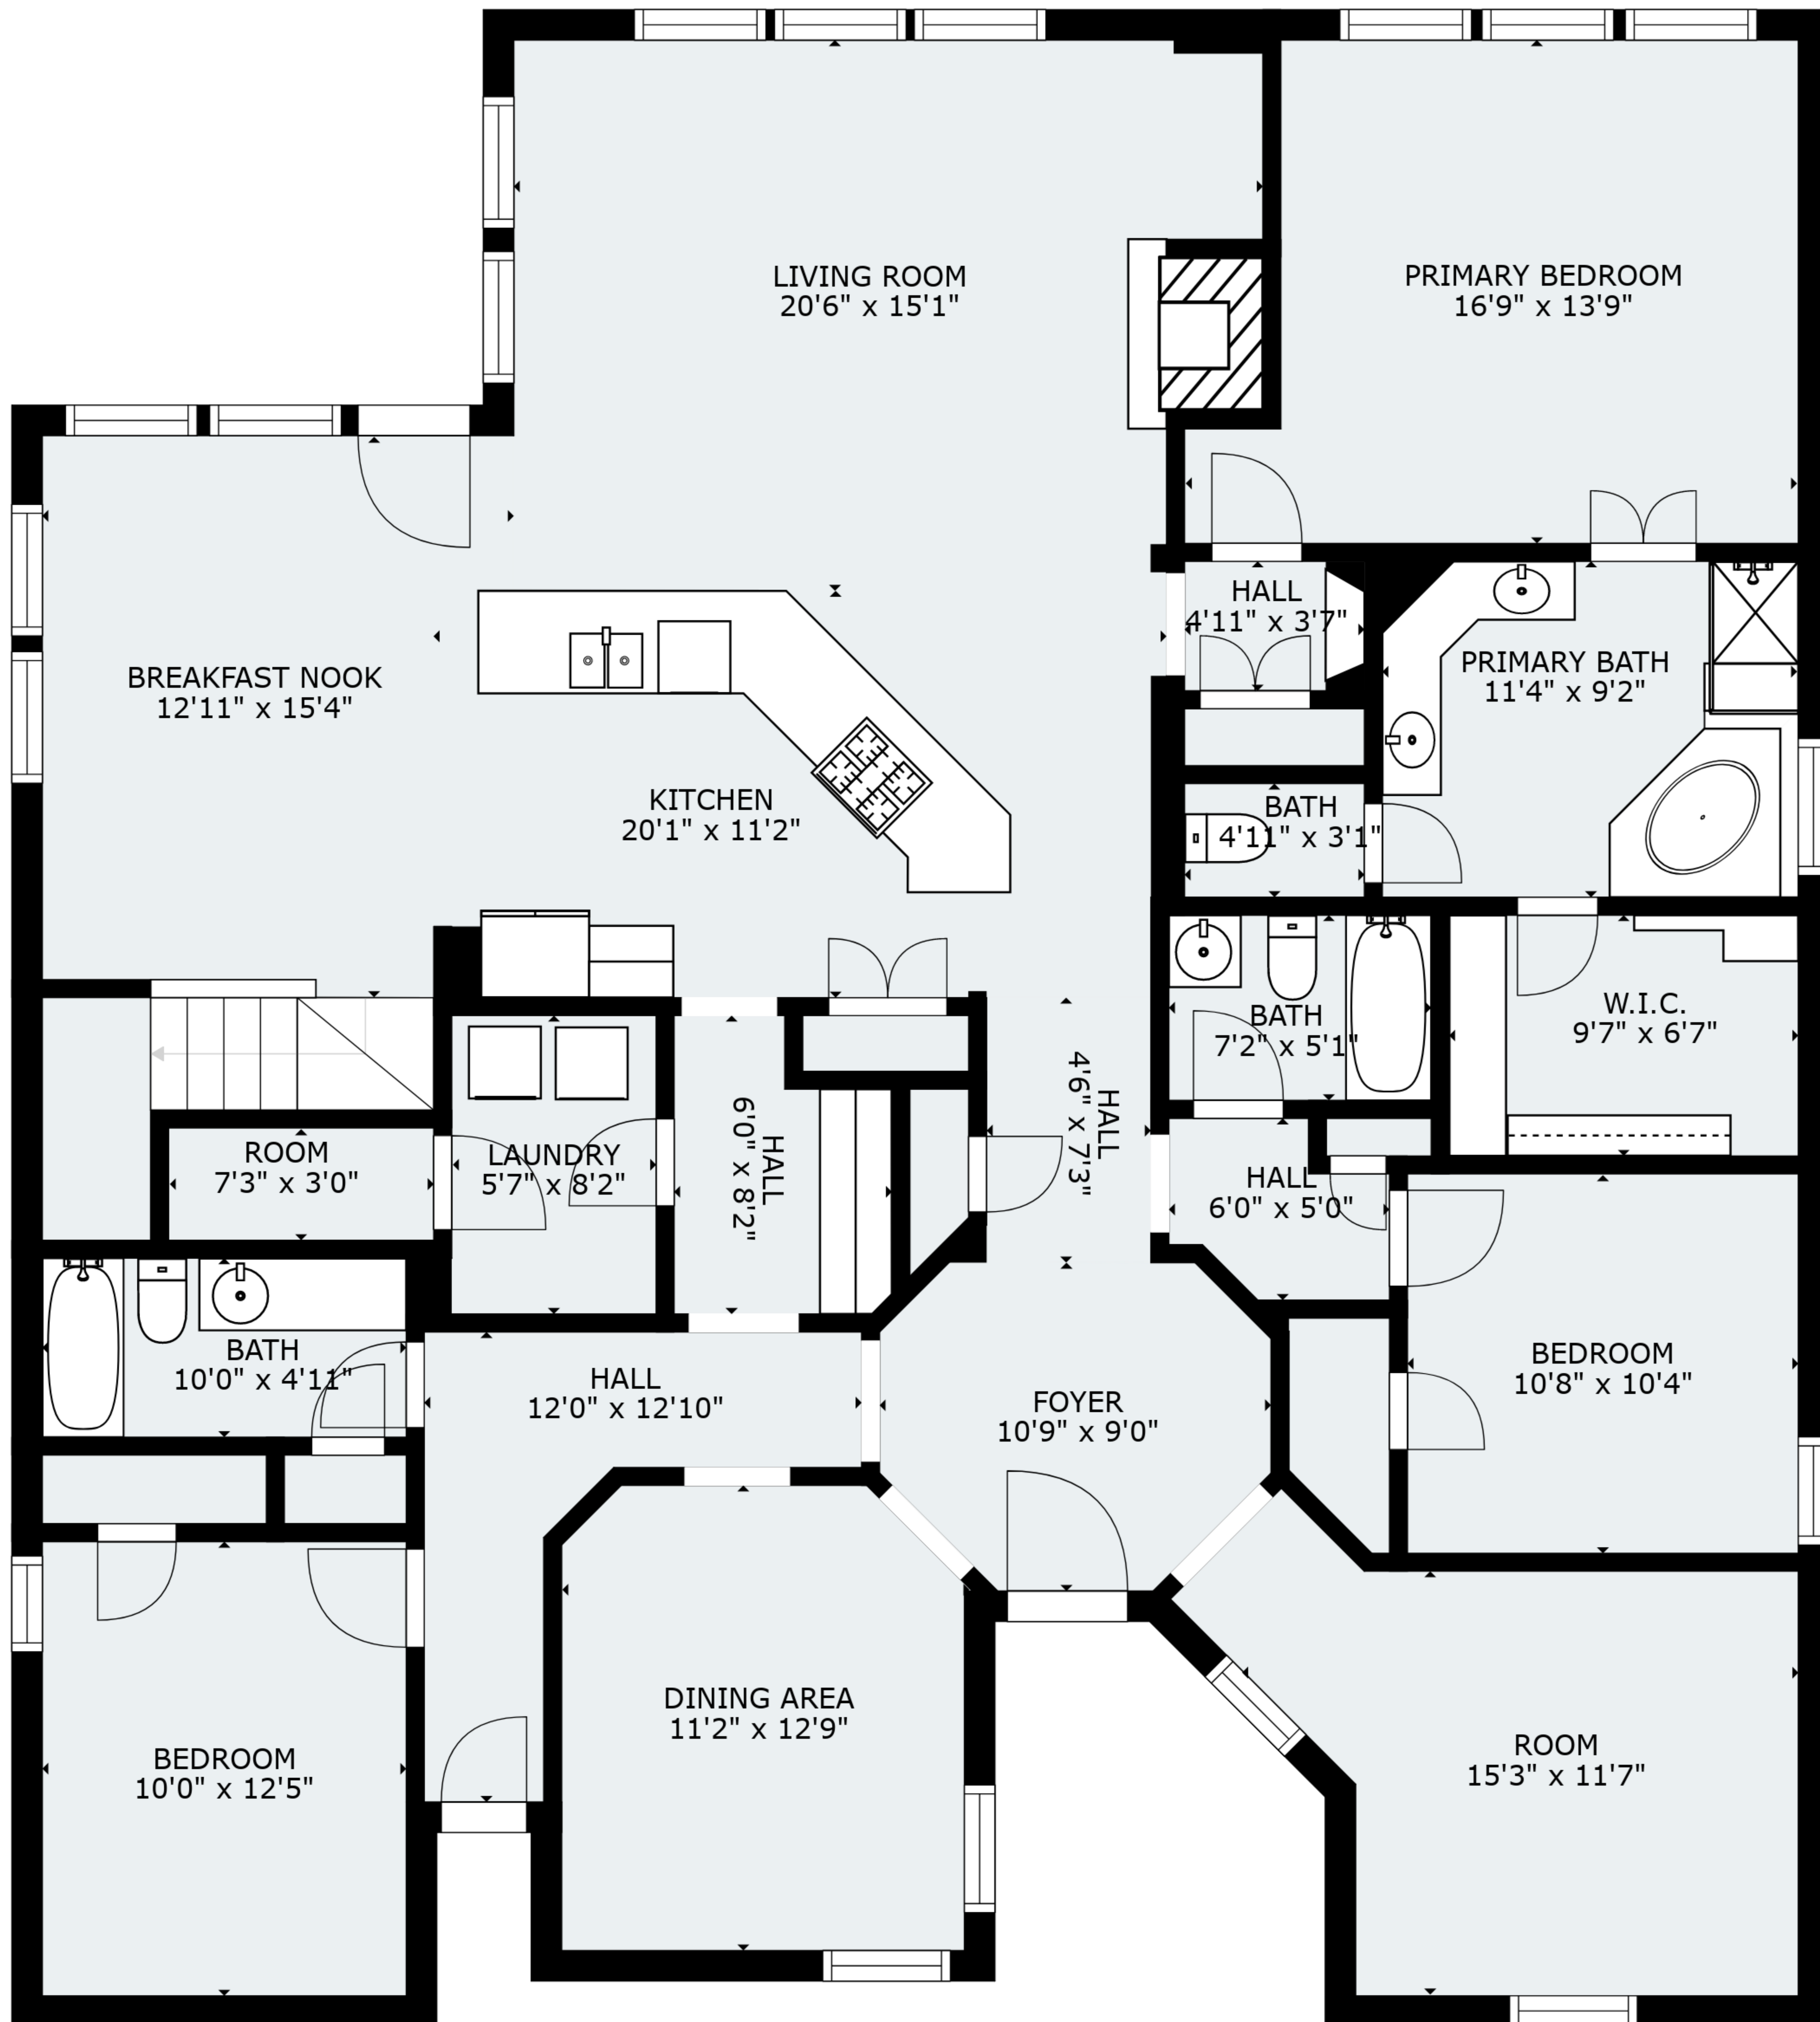 LIVING ROOM
20'6" x 15'1"
PRIMARY BEDROOM
16'9" x 13'9"
HALL
4'11" x 3'7"
PRIMARY BATH
11'4" x 9'2"
BREAKFAST NOOK
12'11" x 15'4"
KITCHEN
20'1" x 11'2"
BATH
4'11" x 3'1"
W.I.C.
9'7" x 6'7"
BATH
7'2" x 5'1"
HALL
4'6" x 7'3"
HALL
6'0" x 8'2"
ROOM
7'3" x 3'0"
LAUNDRY
5'7" x 8'2"
HALL
6'0" x 5'0"
BATH
10'0" x 4'11"
HALL
12'0" x 12'10"
FOYER
10'9" x 9'0"
BEDROOM
10'8" x 10'4"
DINING AREA
11'2" x 12'9"
BEDROOM
10'0" x 12'5"
ROOM
15'3" x 11'7"